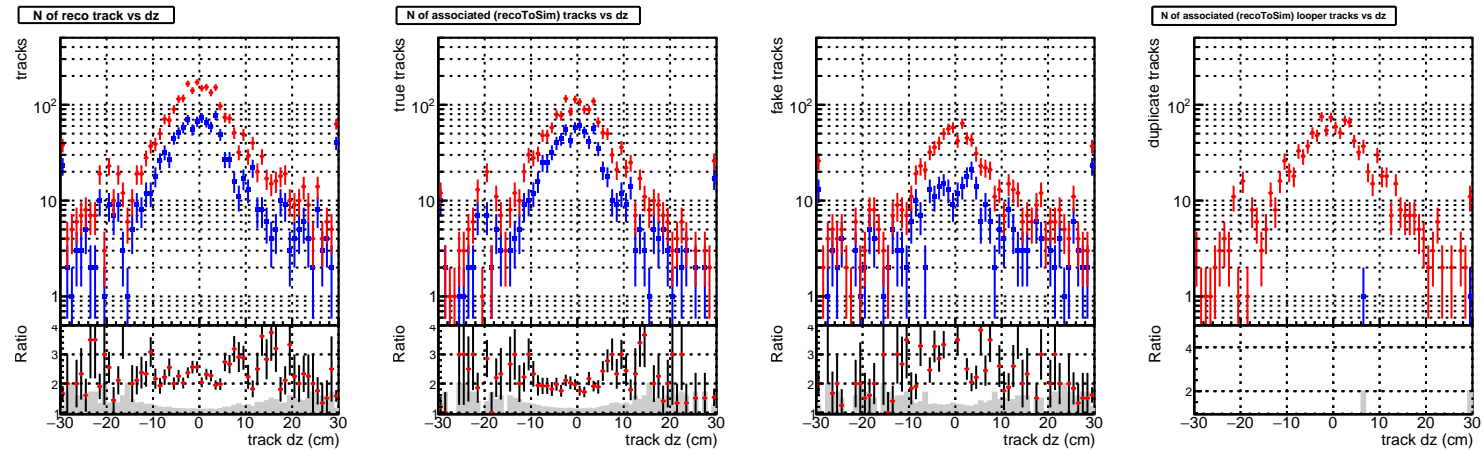 N of reco track vs dz
tracks
10²
10
1
Ratio
4
3
2
1
−30 −20 −10 0 10 20 30
track dz (cm)
N of associated (recoToSim) tracks vs dz
true tracks
10²
10
1
Ratio
4
3
2
1
−30 −20 −10 0 10 20 30
track dz (cm)
fake tracks
10²
10
1
Ratio
4
3
2
1
−30 −20 −10 0 10 20 30
track dz (cm)
N of associated (recoToSim) looper tracks vs dz
duplicate tracks
10²
10
1
Ratio
4
2
−30 −20 −10 0 10 20 30
track dz (cm)